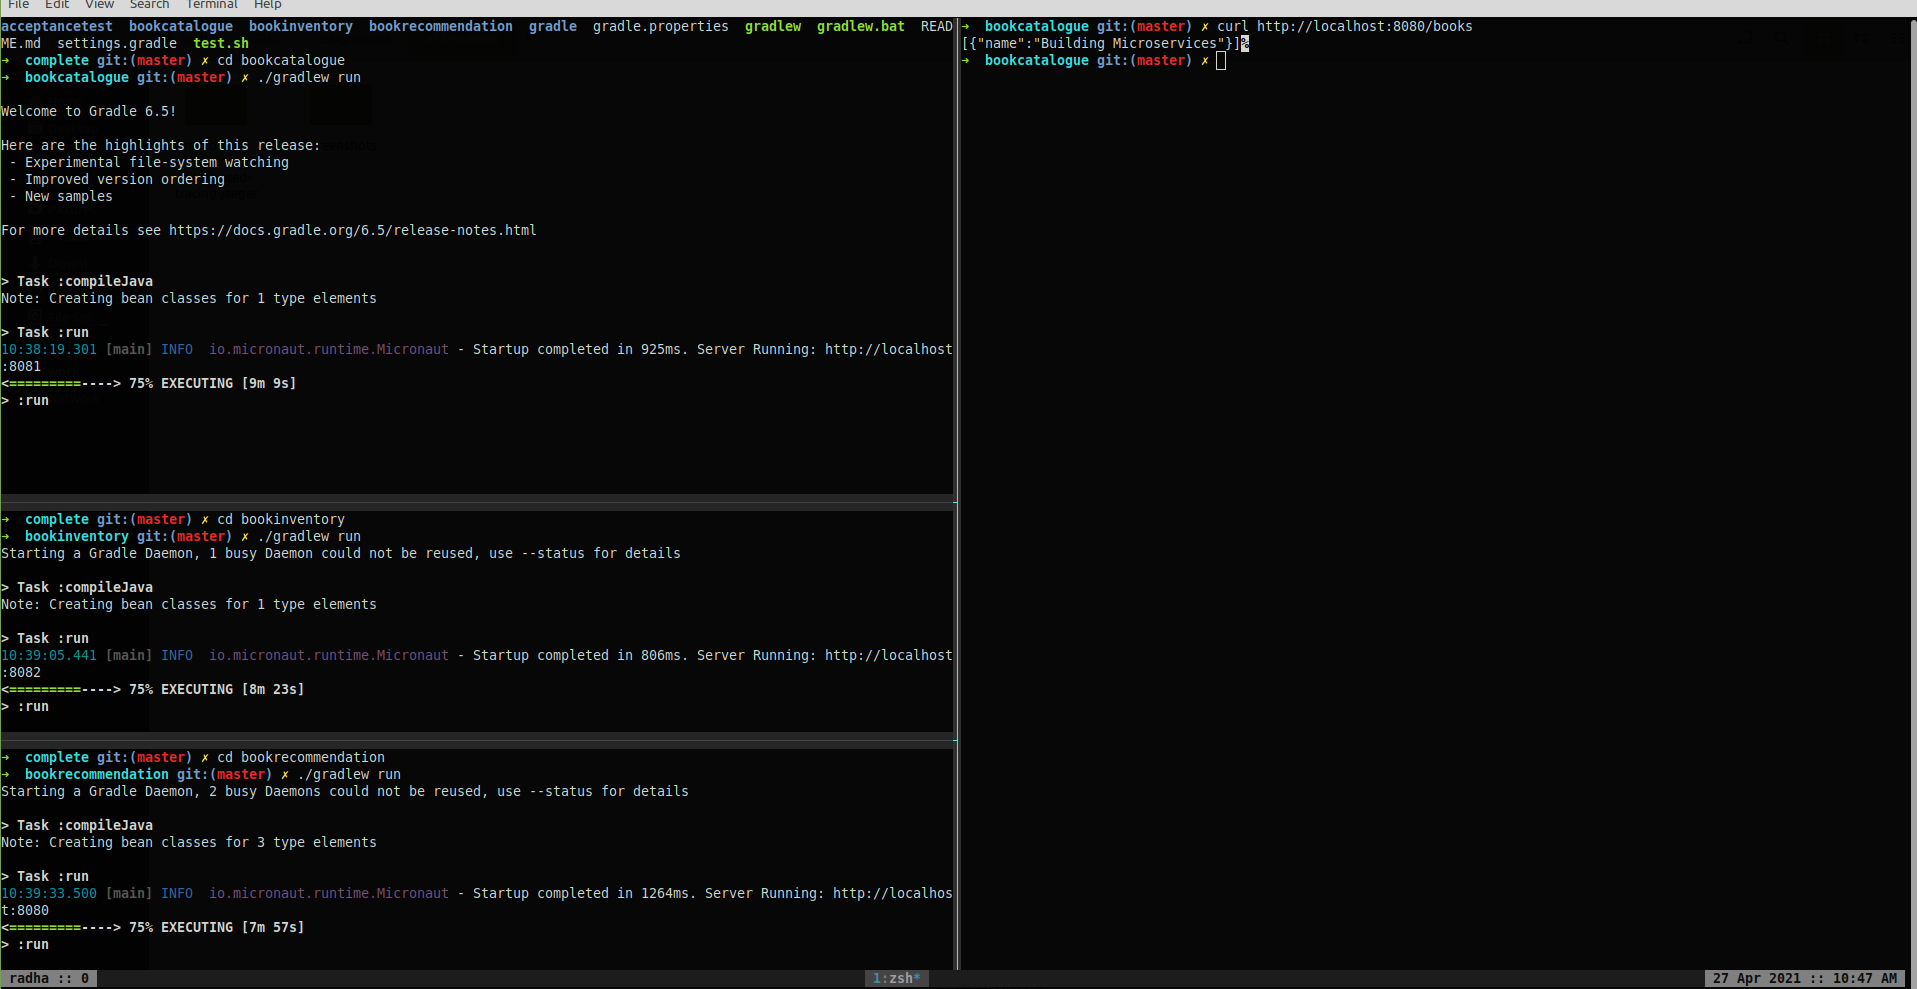 File Edit View Search Terminal Help
acceptancetest bookcatalogue bookinventory bookrecommendation gradle gradle.properties gradlew gradlew.bat READ
ME.md settings.gradle test.sh
➜ complete git:(master) ✗ cd bookcatalogue
➜ bookcatalogue git:(master) ✗ ./gradlew run
Welcome to Gradle 6.5!
Here are the highlights of this release:
- Experimental file-system watching
- Improved version ordering
- New samples
For more details see https://docs.gradle.org/6.5/release-notes.html
> Task :compileJava
Note: Creating bean classes for 1 type elements
> Task :run
10:38:19.301 [main] INFO io.micronaut.runtime.Micronaut - Startup completed in 925ms. Server Running: http://localhost
:8081
<=========----> 75% EXECUTING [9m 9s]
> :run
➜ complete git:(master) ✗ cd bookinventory
➜ bookinventory git:(master) ✗ ./gradlew run
Starting a Gradle Daemon, 1 busy Daemon could not be reused, use --status for details
> Task :compileJava
Note: Creating bean classes for 1 type elements
> Task :run
10:39:05.441 [main] INFO io.micronaut.runtime.Micronaut - Startup completed in 806ms. Server Running: http://localhost
:8082
<=========----> 75% EXECUTING [8m 23s]
> :run
➜ complete git:(master) ✗ cd bookrecommendation
➜ bookrecommendation git:(master) ✗ ./gradlew run
Starting a Gradle Daemon, 2 busy Daemons could not be reused, use --status for details
> Task :compileJava
Note: Creating bean classes for 3 type elements
> Task :run
10:39:33.500 [main] INFO io.micronaut.runtime.Micronaut - Startup completed in 1264ms. Server Running: http://localhos
t:8080
<=========----> 75% EXECUTING [7m 57s]
> :run
➜ bookcatalogue git:(master) ✗ curl http://localhost:8080/books
[{"name":"Building Microservices"}]%
➜ bookcatalogue git:(master) ✗
radha :: 0
1:zsh*
27 Apr 2021 :: 10:47 AM